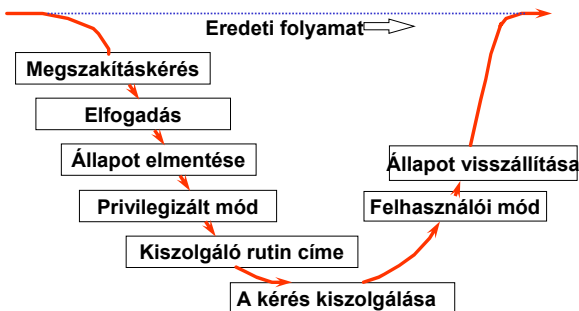 Eredeti folyamat
Megszakításkérés
Elfogadás
Állapot elmentése
Privilegizált mód
Kiszolgáló rutin címe
A kérés kiszolgálása
Felhasználói mód
Állapot visszállítása